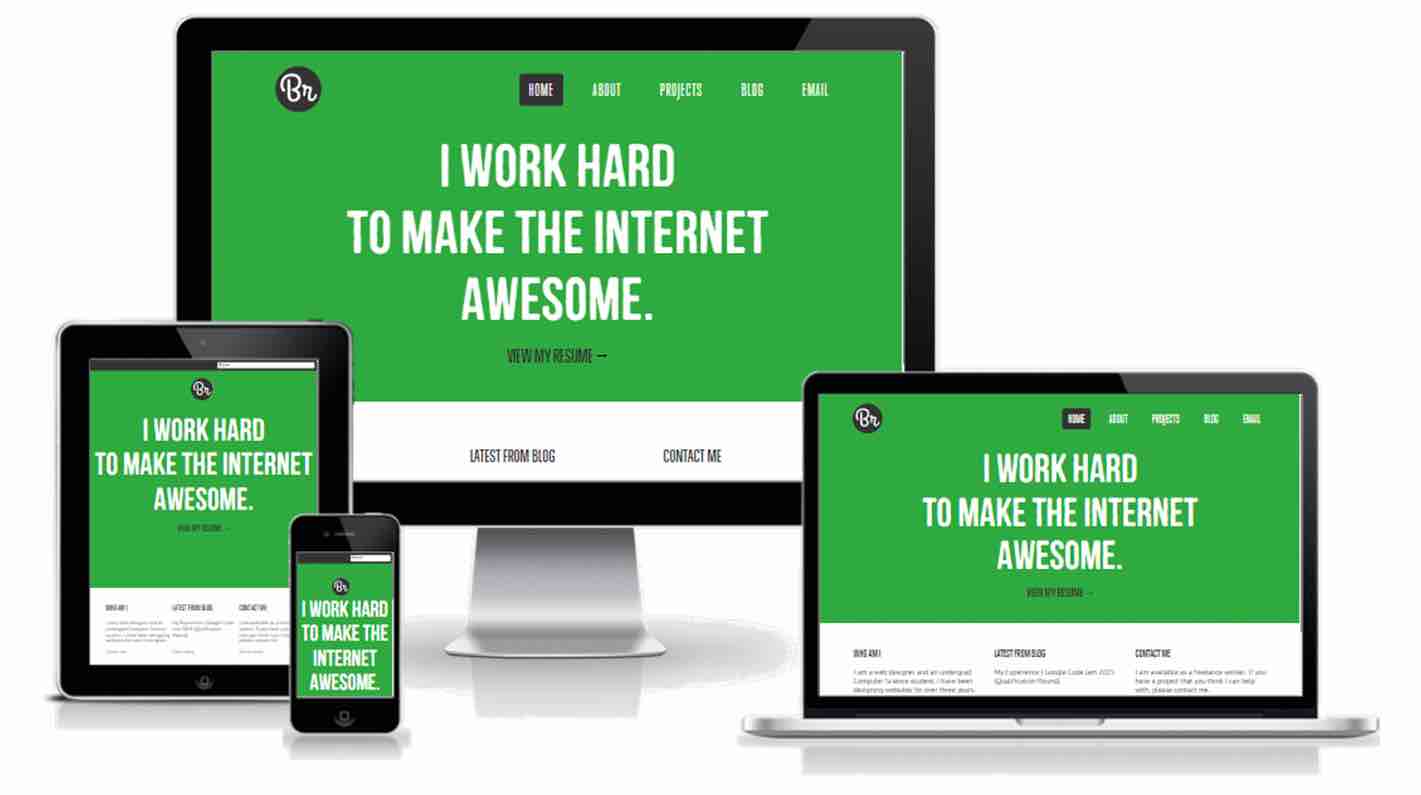 Br
HOME ABOUT PROJECTS BLOG EMAIL
I WORK HARD
TO MAKE THE INTERNET
AWESOME.
VIEW MY RESUME →
LATEST FROM BLOG CONTACT ME
Br
I WORK HARD
TO MAKE THE INTERNET
AWESOME.
VIEW MY RESUME →
WHO AM I LATEST FROM BLOG CONTACT ME
Br
I WORK HARD
TO MAKE THE
INTERNET
AWESOME.
Br
HOME ABOUT PROJECTS BLOG EMAIL
I WORK HARD
TO MAKE THE INTERNET
AWESOME.
VIEW MY RESUME →
WHO AM I LATEST FROM BLOG CONTACT ME
I am a web designer and an undergrad My Experience | Google Code Jam I am available as a freelance worker. If you
Computer Science student. I have been (Qualification Round) have a project that you think I can help
designing websites for over three years. with, please contact me.